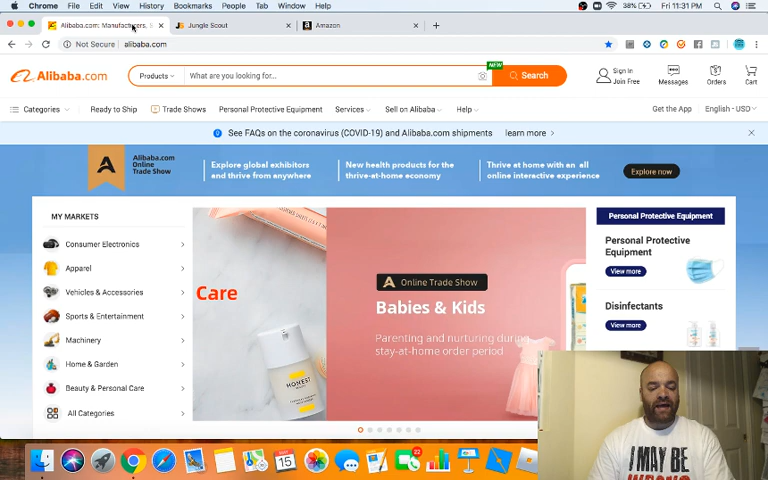 Chrome File Edit View History Bookmarks People Tab Window Help 38% Fri 11:31 PM
Alibaba.com: Manufacturers, S Jungle Scout Amazon
Not Secure alibaba.com
Alibaba.com Products What are you looking for... NEW Search Sign In Join Free Messages Orders Cart
Categories Ready to Ship Trade Shows Personal Protective Equipment Services Sell on Alibaba Help Get the App English - USD
See FAQs on the coronavirus (COVID-19) and Alibaba.com shipments learn more
Alibaba.com
Online
Trade Show
Explore global exhibitors
and thrive from anywhere
New health products for the
thrive-at-home economy
Thrive at home with an all
online interactive experience
Explore now
MY MARKETS
Consumer Electronics
Apparel
Vehicles & Accessories
Sports & Entertainment
Machinery
Home & Garden
Beauty & Personal Care
All Categories
Care
HONEST
Online Trade Show
Babies & Kids
Parenting and nurturing during
stay-at-home order period
Personal Protective Equipment
Personal Protective
Equipment
View more
Disinfectants
View more
JUN
15
22
I MAY BE
WRONG